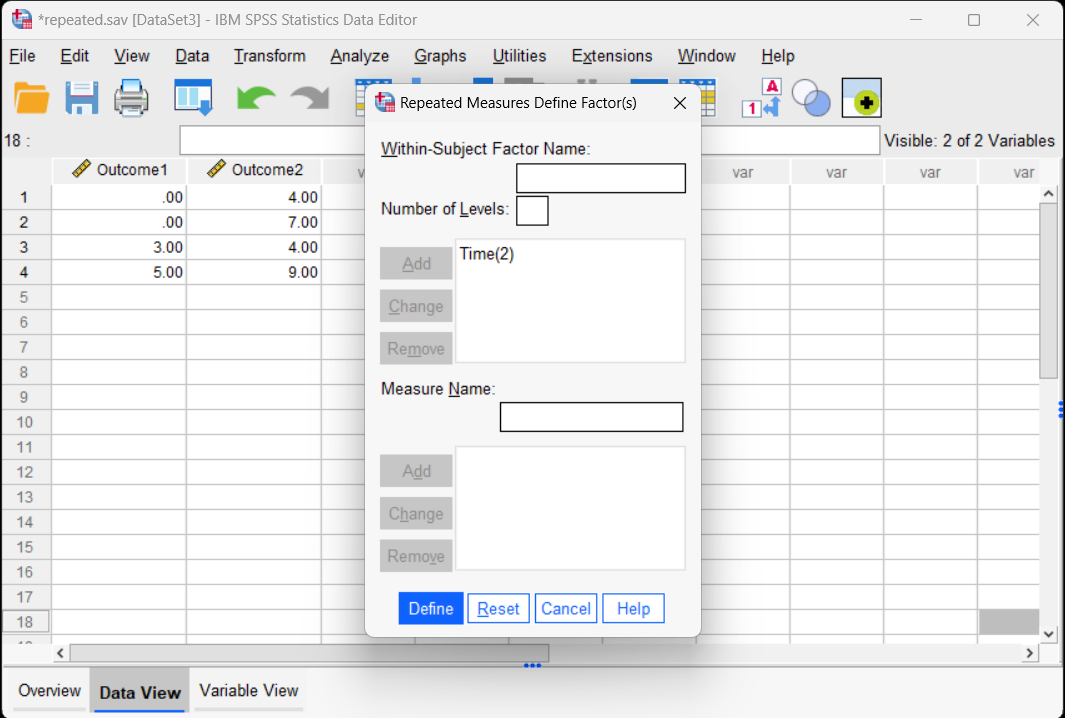 *repeated.sav [DataSet3] - IBM SPSS Statistics Data Editor
File Edit View Data Transform Analyze Graphs Utilities Extensions Window Help
A
1
Repeated Measures Define Factor(s)
18 :
Visible: 2 of 2 Variables
Outcome1 Outcome2 var var var var
1 .00 4.00
2 .00 7.00
3 3.00 4.00
4 5.00 9.00
5
6
7
8
9
10
11
12
13
14
15
16
17
18
Within-Subject Factor Name:
Number of Levels:
Add
Change
Remove
Time(2)
Measure Name:
Add
Change
Remove
Define Reset Cancel Help
Overview Data View Variable View